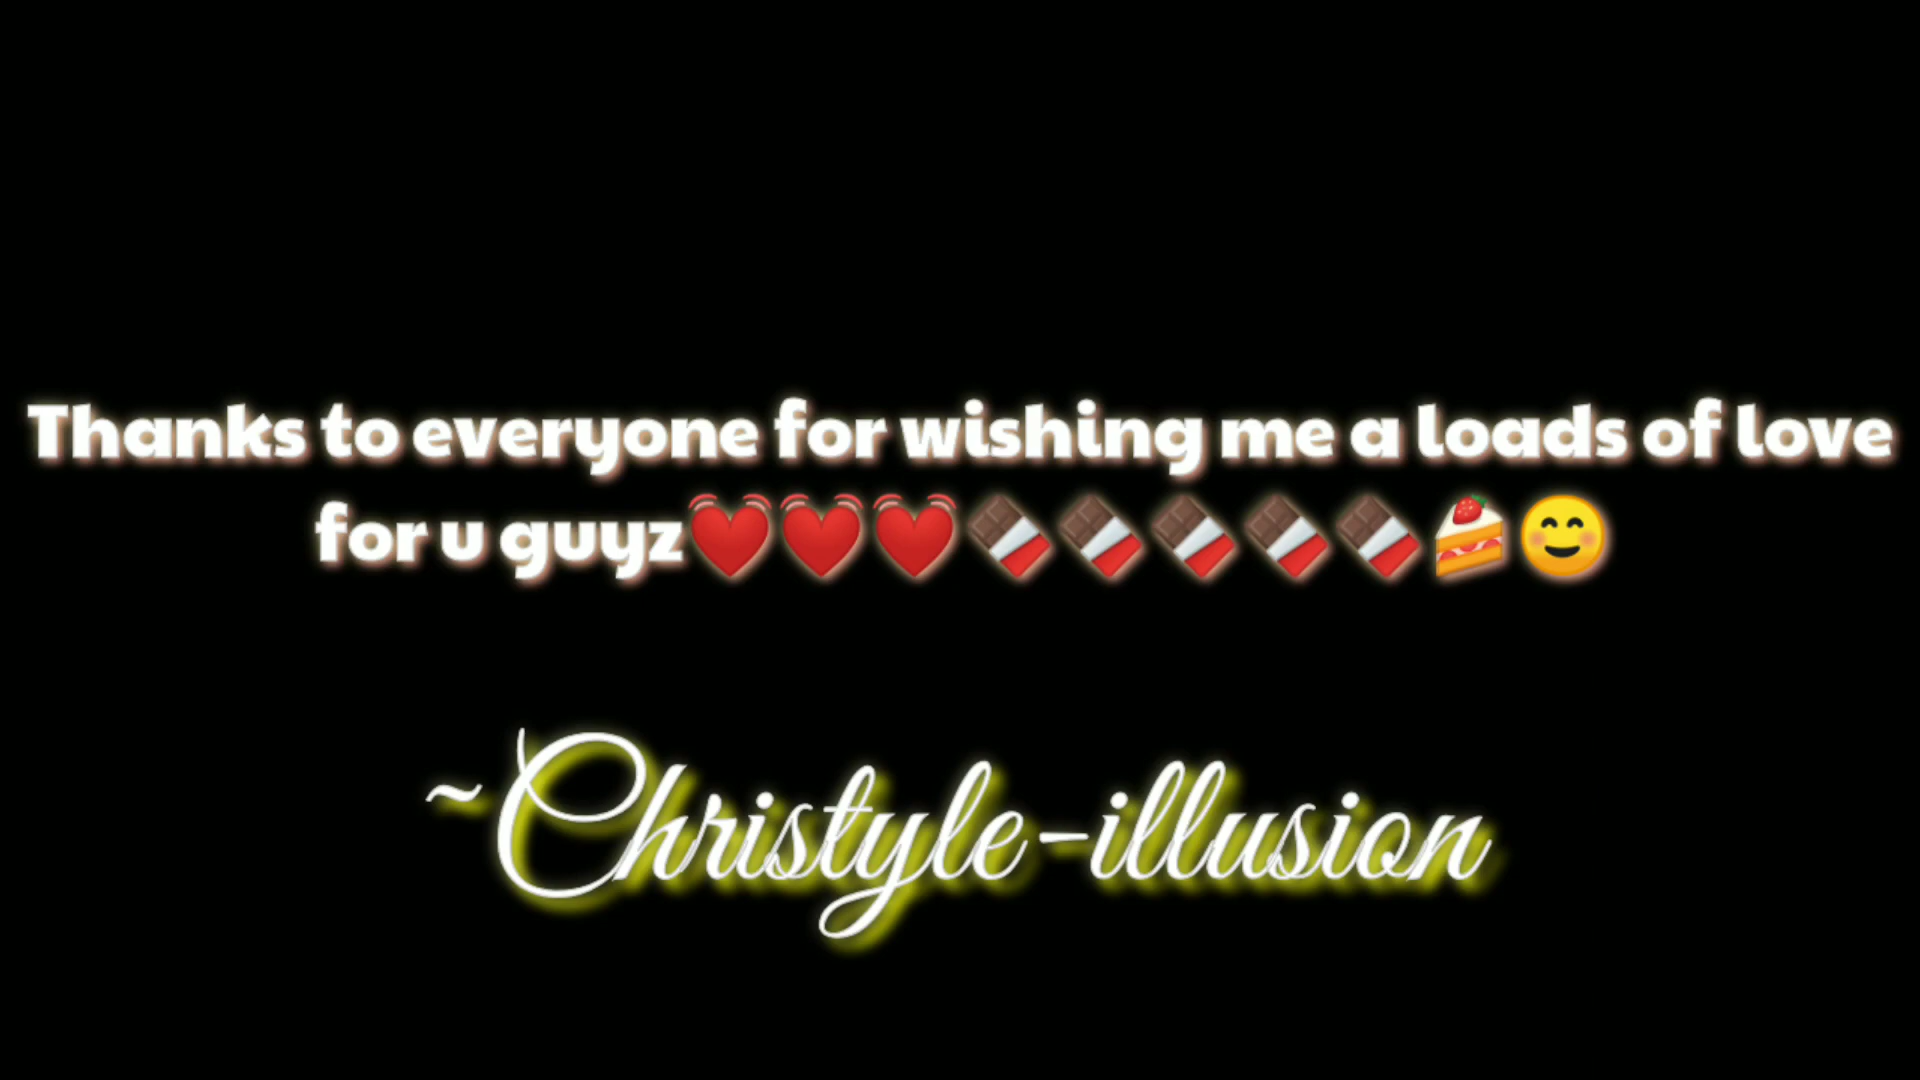 Thanks to everyone for wishing me a loads of love
for u guyz💓💓💓🍫🍫🍫🍫🍫🍰😊
~Christyle-illusion